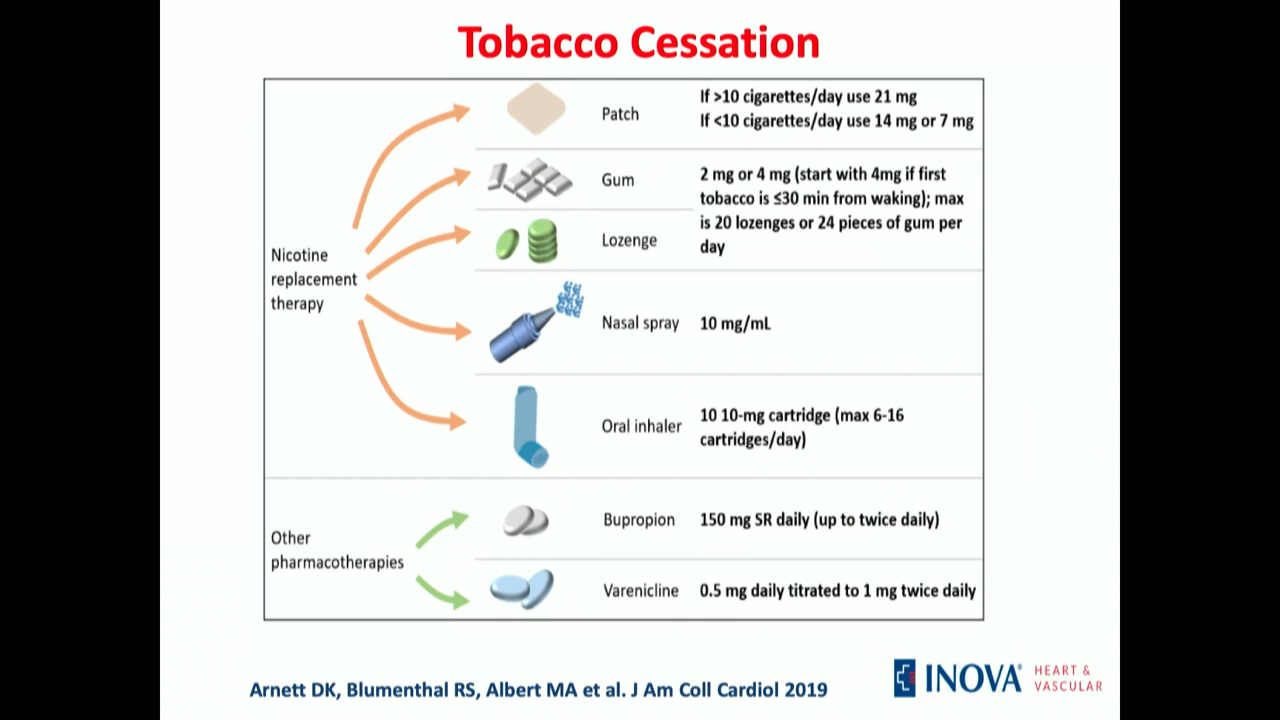 Tobacco Cessation
Nicotine
replacement
therapy
Patch
If >10 cigarettes/day use 21 mg
If <10 cigarettes/day use 14 mg or 7 mg
Gum
2 mg or 4 mg (start with 4mg if first
tobacco is ≤30 min from waking); max
is 20 lozenges or 24 pieces of gum per
day
Lozenge
Nasal spray
10 mg/mL
Oral inhaler
10 10-mg cartridge (max 6-16
cartridges/day)
Other
pharmacotherapies
Bupropion
150 mg SR daily (up to twice daily)
Varenicline
0.5 mg daily titrated to 1 mg twice daily
Arnett DK, Blumenthal RS, Albert MA et al. J Am Coll Cardiol 2019
INOVA®
HEART &
VASCULAR